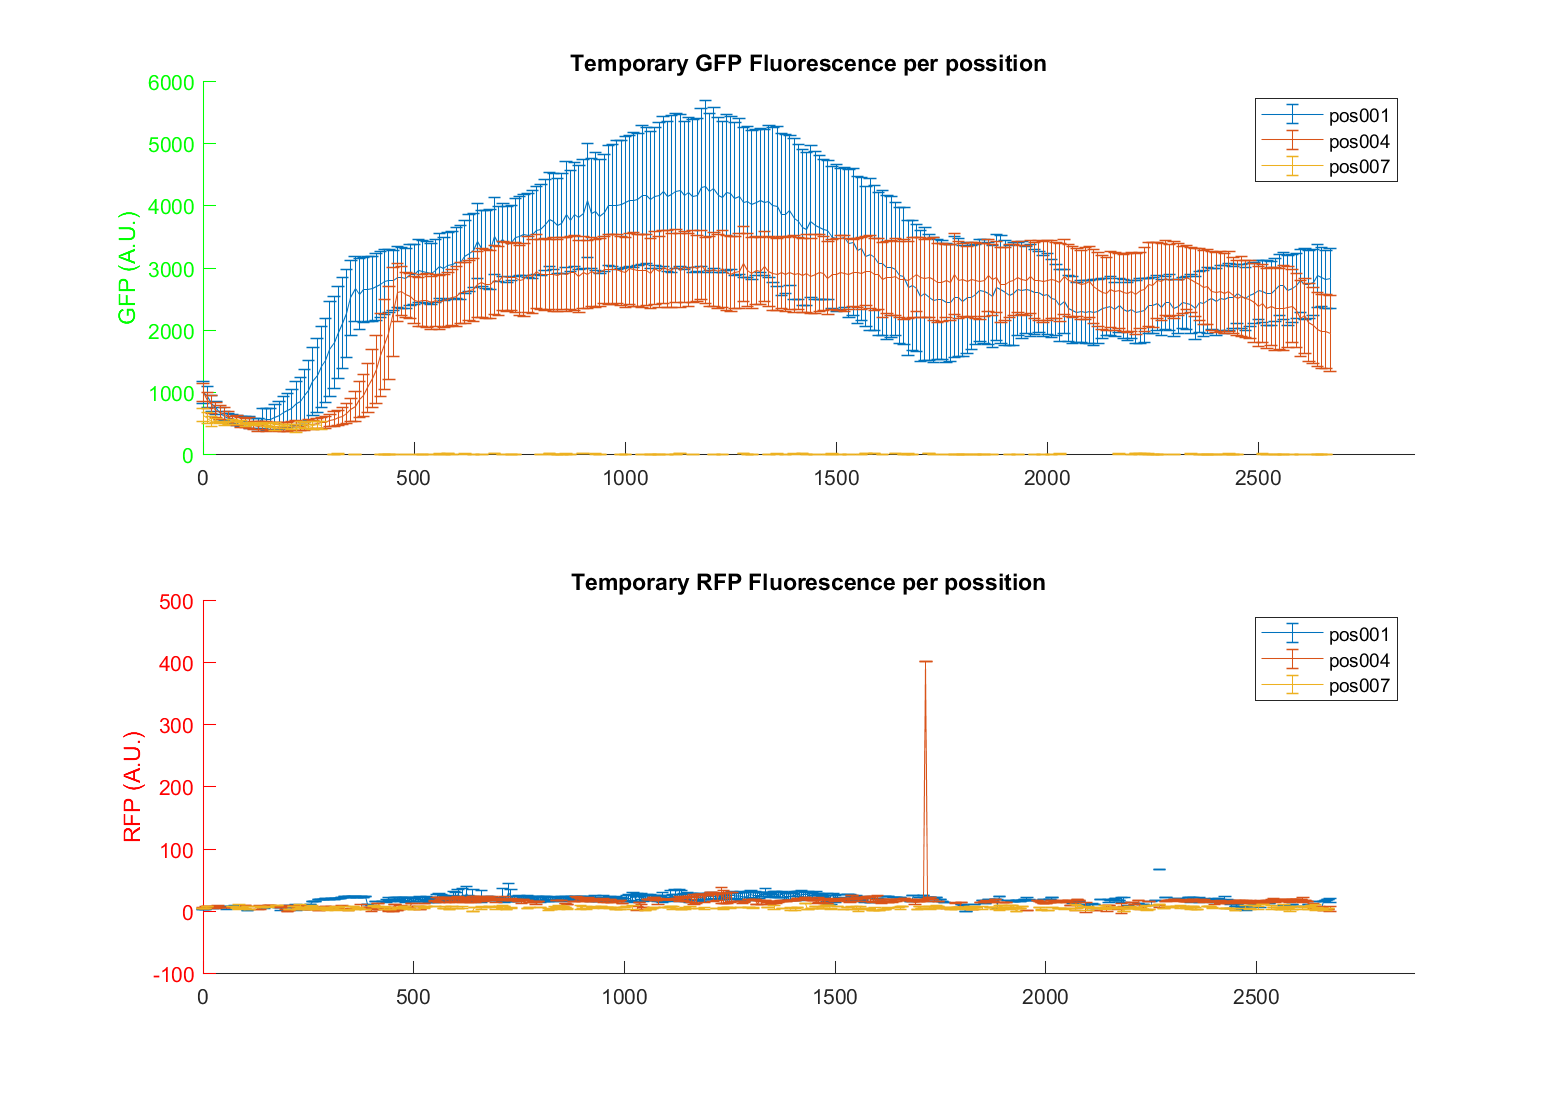 Temporary GFP Fluorescence per possition
GFP (A.U.)
6000
5000
4000
3000
2000
1000
0
0 500 1000 1500 2000 2500
pos001
pos004
pos007
Temporary RFP Fluorescence per possition
RFP (A.U.)
500
400
300
200
100
0
-100
0 500 1000 1500 2000 2500
pos001
pos004
pos007